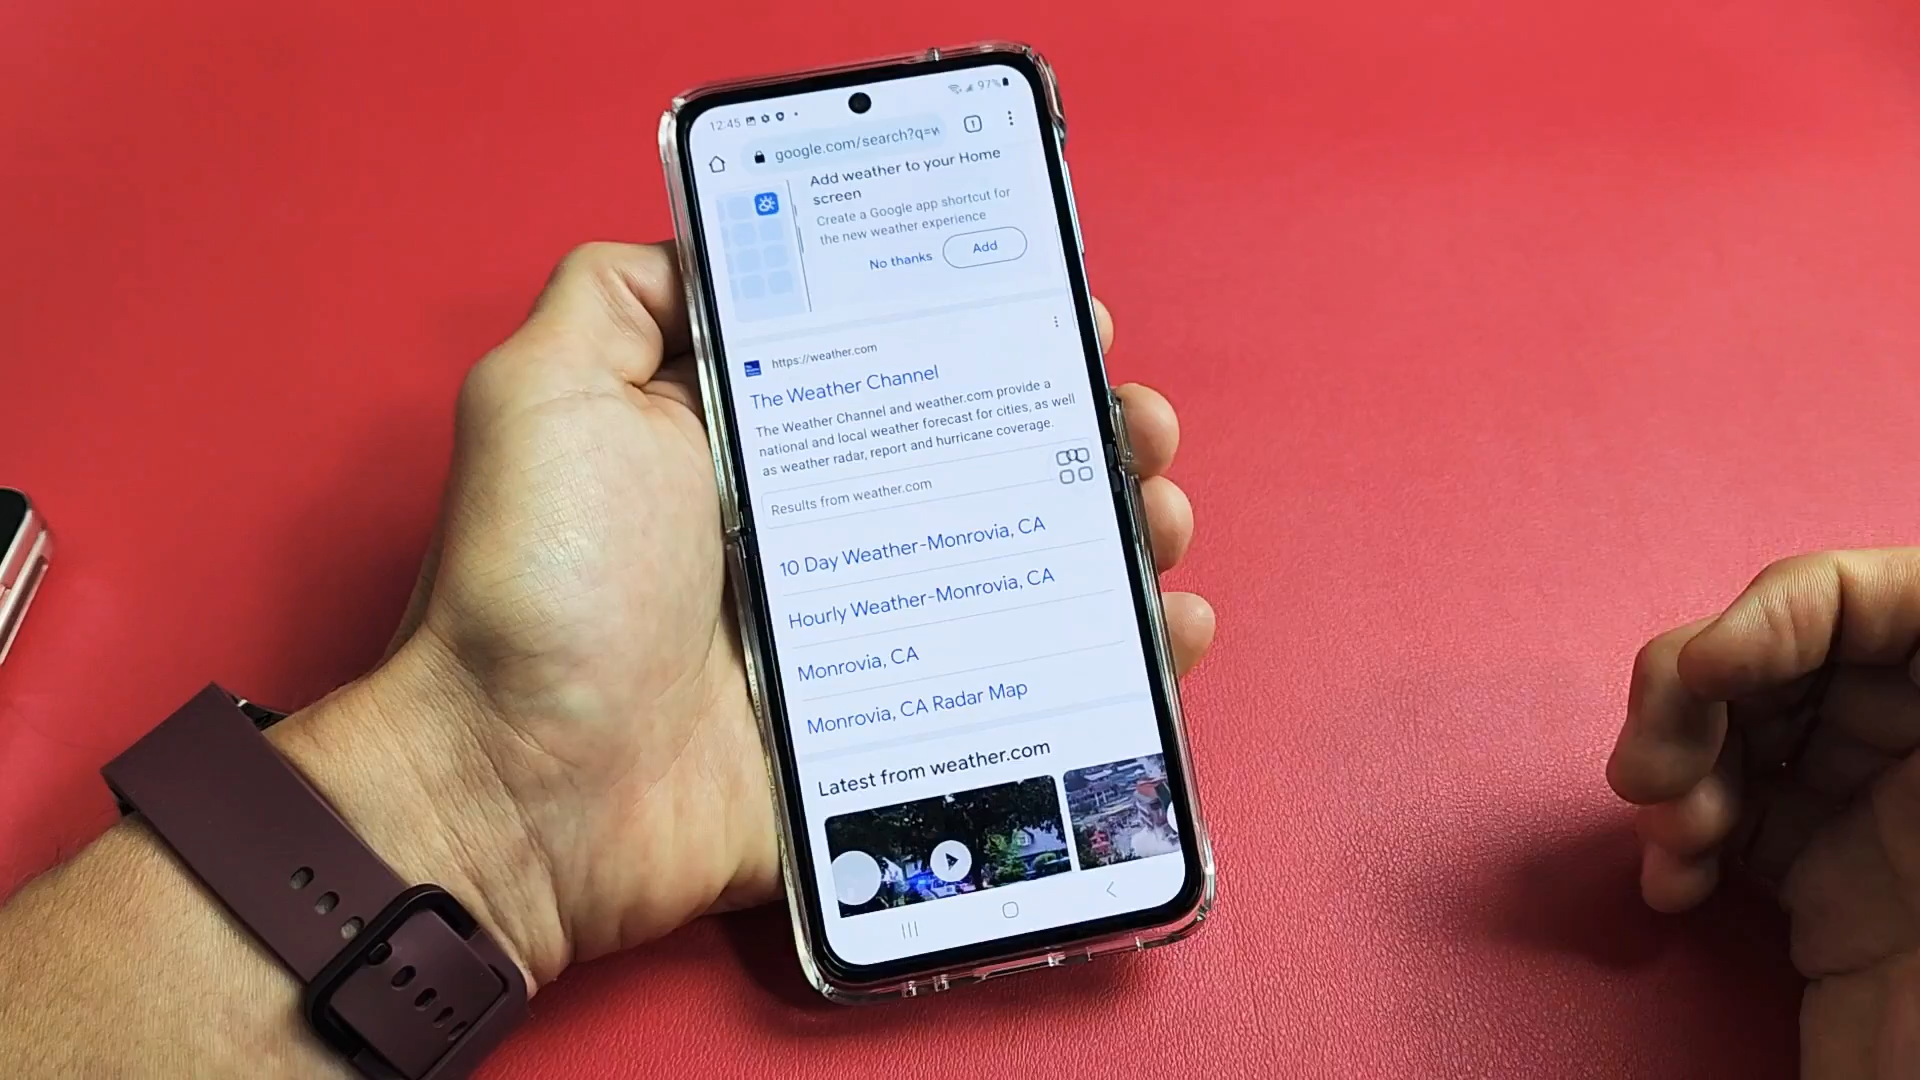 12:45
97%
google.com/search?q=w
1
Add weather to your Home
screen
Create a Google app shortcut for
the new weather experience
No thanks
Add
https://weather.com
The Weather Channel
The Weather Channel and weather.com provide a
national and local weather forecast for cities, as well
as weather radar, report and hurricane coverage.
Results from weather.com
10 Day Weather-Monrovia, CA
Hourly Weather-Monrovia, CA
Monrovia, CA
Monrovia, CA Radar Map
Latest from weather.com